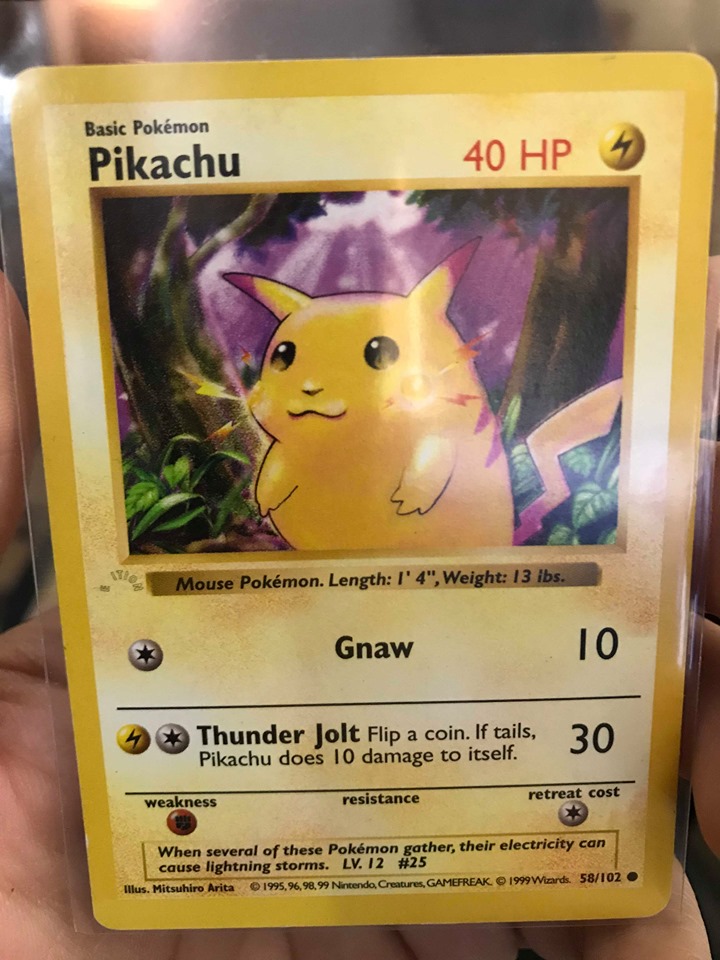 Basic Pokémon
Pikachu
40 HP
ITION
Mouse Pokémon. Length: 1' 4", Weight: 13 lbs.
Gnaw 10
Thunder Jolt Flip a coin. If tails, 30
Pikachu does 10 damage to itself.
weakness resistance retreat cost
When several of these Pokémon gather, their electricity can
cause lightning storms. LV. 12 #25
Illus. Mitsuhiro Arita © 1995, 96, 98, 99 Nintendo, Creatures, GAMEFREAK. © 1999 Wizards. 58/102